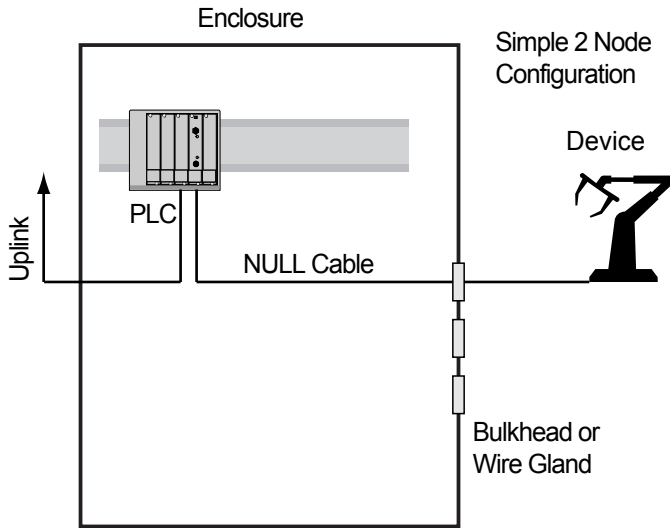 Enclosure
Simple 2 Node
Configuration
Device
PLC
Uplink
NULL Cable
Bulkhead or
Wire Gland